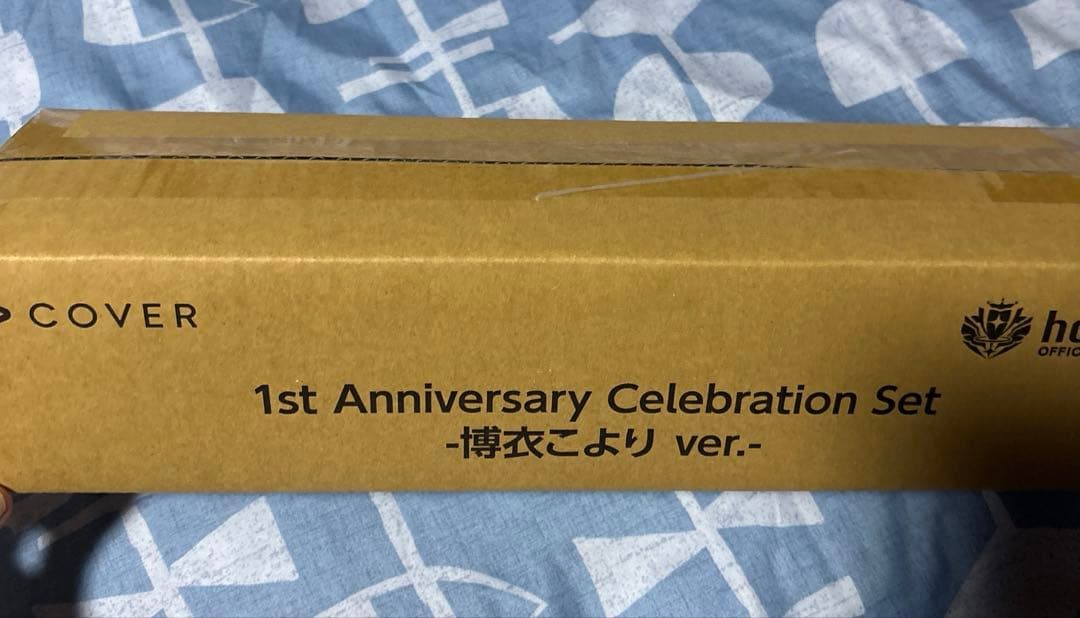 COVER
1st Anniversary Celebration Set
-博衣こより ver.-